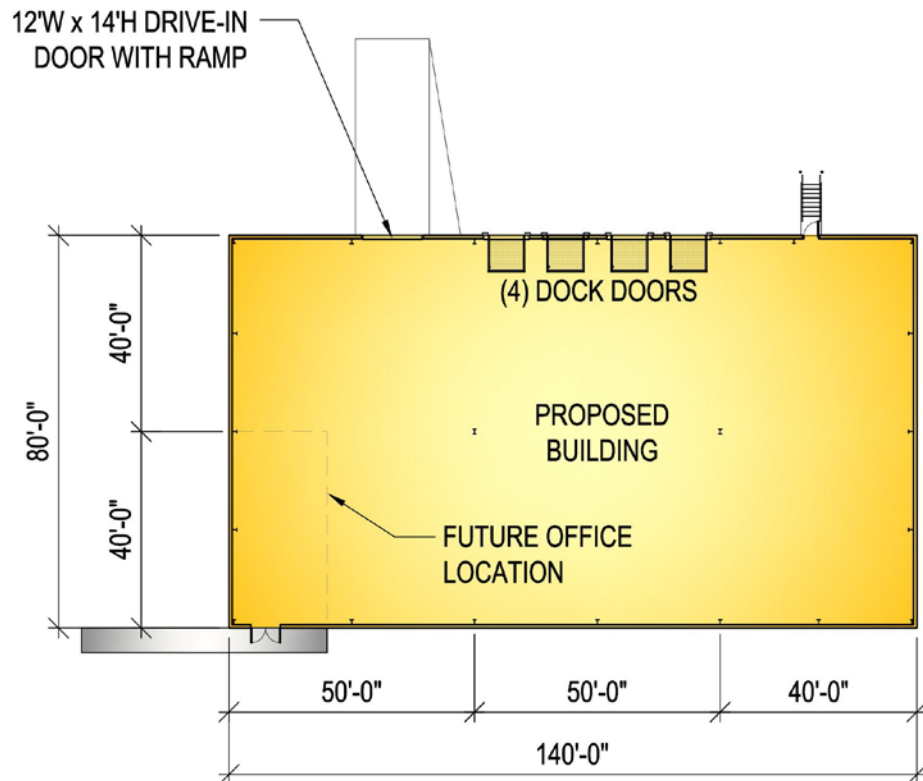 12'W x 14'H DRIVE-IN
DOOR WITH RAMP
(4) DOCK DOORS
40'-0"
80'-0"
PROPOSED
BUILDING
40'-0"
FUTURE OFFICE
LOCATION
50'-0"
50'-0"
40'-0"
140'-0"